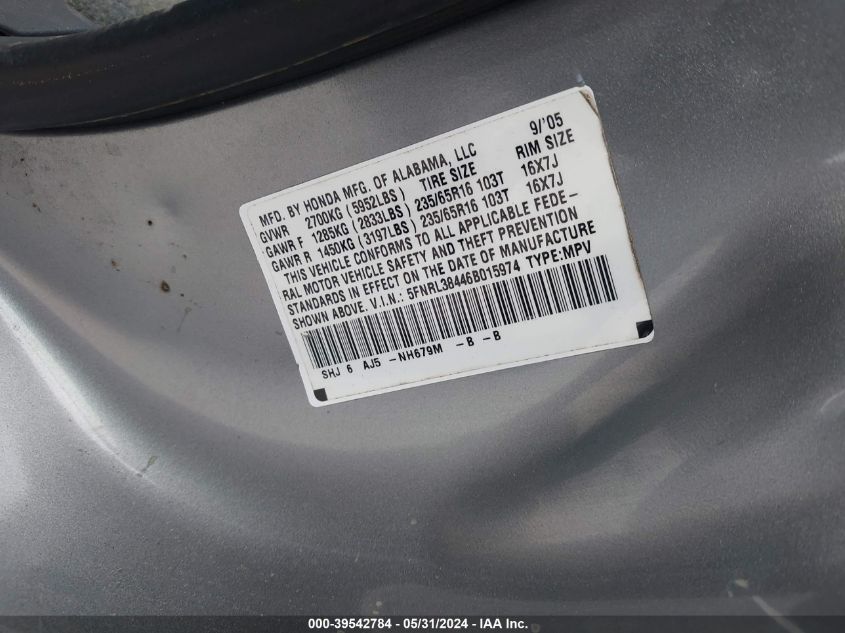 MFD. BY HONDA MFG. OF ALABAMA, LLC 9/'05
GVWR 2700KG (5952LBS) TIRE SIZE RIM SIZE
GAWR F 1285KG (2833LBS) 235/65R16 103T 16X7J
GAWR R 1450KG (3197LBS) 235/65R16 103T 16X7J
THIS VEHICLE CONFORMS TO ALL APPLICABLE FEDE-
RAL MOTOR VEHICLE SAFETY AND THEFT PREVENTION
STANDARDS IN EFFECT ON THE DATE OF MANUFACTURE
SHOWN ABOVE. V.I.N.: 5FNRL38446B015974 TYPE:MPV
SHJ 6 AJ5 -NH679M -B -B
000-39542784 - 05/31/2024 - IAA Inc.